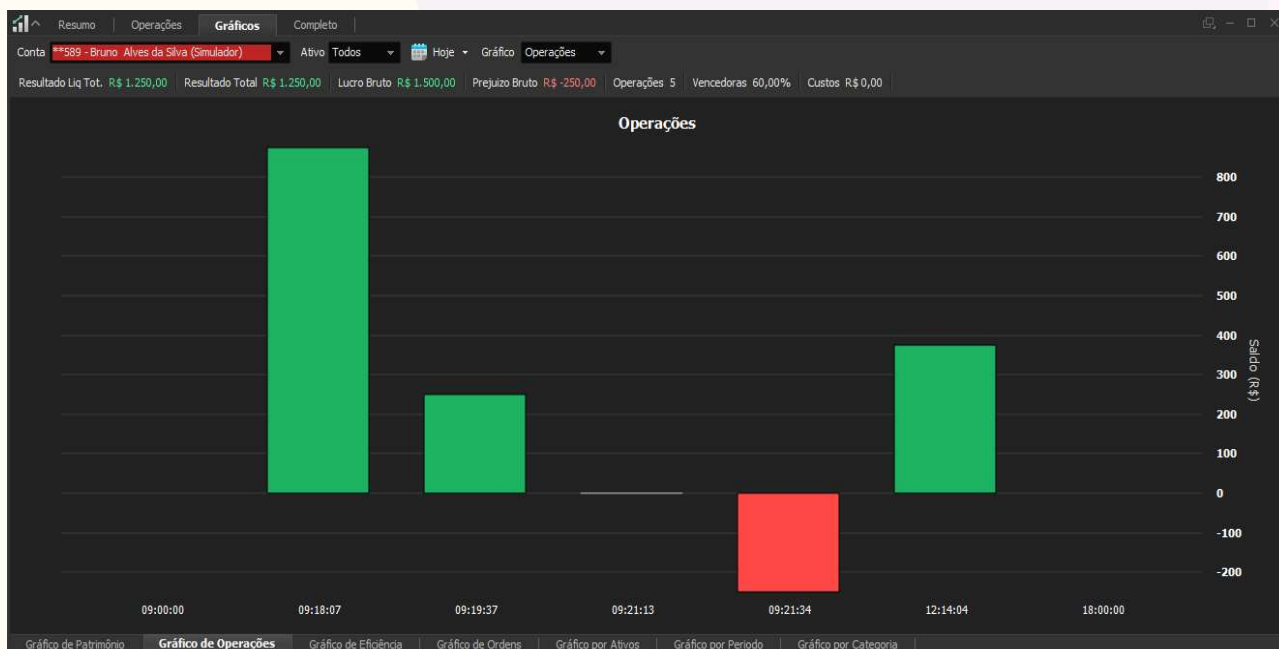 Resumo Operações Gráficos Completo
Conta **589 - Bruno Alves da Silva (Simulador) Ativo Todos Hoje Gráfico Operações
Resultado Liq Tot. R$ 1.250,00 Resultado Total R$ 1.250,00 Lucro Bruto R$ 1.500,00 Prejuizo Bruto R$ -250,00 Operações 5 Vencedoras 60,00% Custos R$ 0,00
Operações
800
700
600
500
400
300
200
100
0
-100
-200
Saldo (R$)
09:00:00 09:18:07 09:19:37 09:21:13 09:21:34 12:14:04 18:00:00
Gráfico de Patrimônio Gráfico de Operações Gráfico de Eficiência Gráfico de Ordens Gráfico por Ativos Gráfico por Periodo Gráfico por Categoria